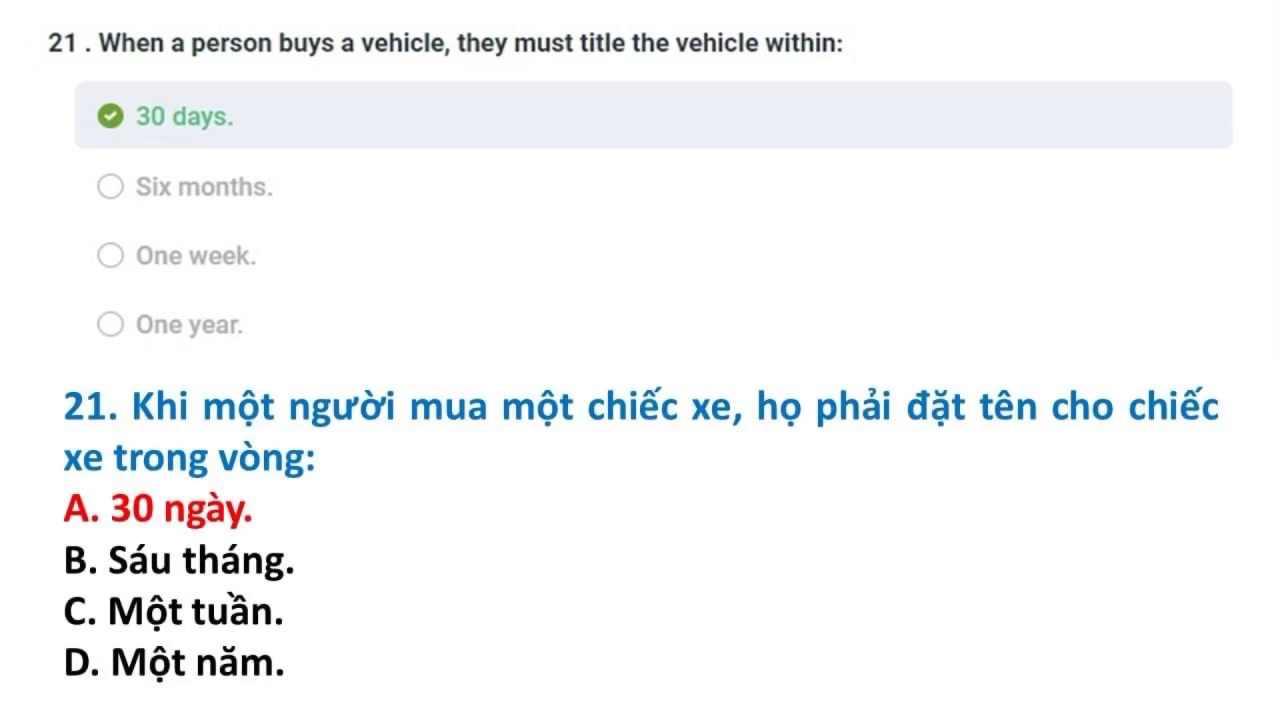 21 . When a person buys a vehicle, they must title the vehicle within:
30 days.
Six months.
One week.
One year.
21. Khi một người mua một chiếc xe, họ phải đặt tên cho chiếc
xe trong vòng:
A. 30 ngày.
B. Sáu tháng.
C. Một tuần.
D. Một năm.